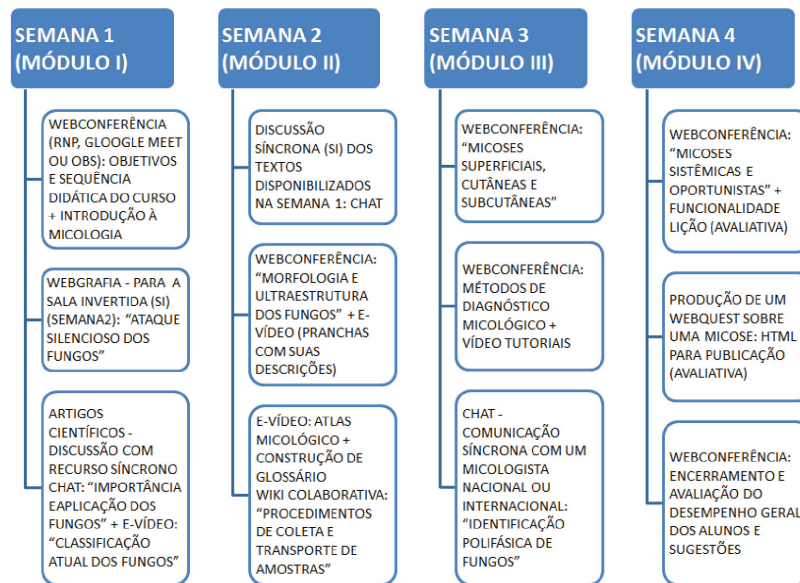 SEMANA 1
(MÓDULO I)
WEBCONFERÊNCIA
(RNP, GLOOGLE MEET
OU OBS): OBJETIVOS
E SEQUÊNCIA
DIDÁTICA DO CURSO
+ INTRODUÇÃO À
MICOLOGIA
WEBGRAFIA - PARA A
SALA INVERTIDA (SI)
(SEMANA2): “ATAQUE
SILENCIOSO DOS
FUNGOS”
ARTIGOS
CIENTÍFICOS -
DISCUSSÃO COM
RECURSO SÍNCRONO
CHAT: “IMPORTÂNCIA
EAPLICAÇÃO DOS
FUNGOS” + E-VÍDEO:
“CLASSIFICAÇÃO
ATUAL DOS FUNGOS”
SEMANA 2
(MÓDULO II)
DISCUSSÃO
SÍNCRONA (SI) DOS
TEXTOS
DISPONIBILIZADOS
NA SEMANA 1: CHAT
WEBCONFERÊNCIA:
“MORFOLOGIA E
ULTRAESTRUTURA
DOS FUNGOS” + E-
VÍDEO (PRANCHAS
COM SUAS
DESCRIÇÕES)
E-VÍDEO: ATLAS
MICOLÓGICO +
CONSTRUÇÃO DE
GLOSSÁRIO
WIKI COLABORATIVA:
“PROCEDIMENTOS
DE COLETA E
TRANSPORTE DE
AMOSTRAS”
SEMANA 3
(MÓDULO III)
WEBCONFERÊNCIA:
“MICOSES
SUPERFICIAIS,
CUTÂNEAS E
SUBCUTÂNEAS”
WEBCONFERÊNCIA:
MÉTODOS DE
DIAGNÓSTICO
MICOLÓGICO +
VÍDEO TUTORIAIS
CHAT -
COMUNICAÇÃO
SÍNCRONA COM UM
MICOLOGISTA
NACIONAL OU
INTERNACIONAL:
“IDENTIFICAÇÃO
POLIFÁSICA DE
FUNGOS”
SEMANA 4
(MÓDULO IV)
WEBCONFERÊNCIA:
“MICOSES
SISTÊMICAS E
OPORTUNISTAS” +
FUNCIONALIDADE
LIÇÃO (AVALIATIVA)
PRODUÇÃO DE UM
WEBQUEST SOBRE
UMA MICOSE: HTML
PARA PUBLICAÇÃO
(AVALIATIVA)
WEBCONFERÊNCIA:
ENCERRAMENTO E
AVALIAÇÃO DO
DESEMPENHO GERAL
DOS ALUNOS E
SUGESTÕES